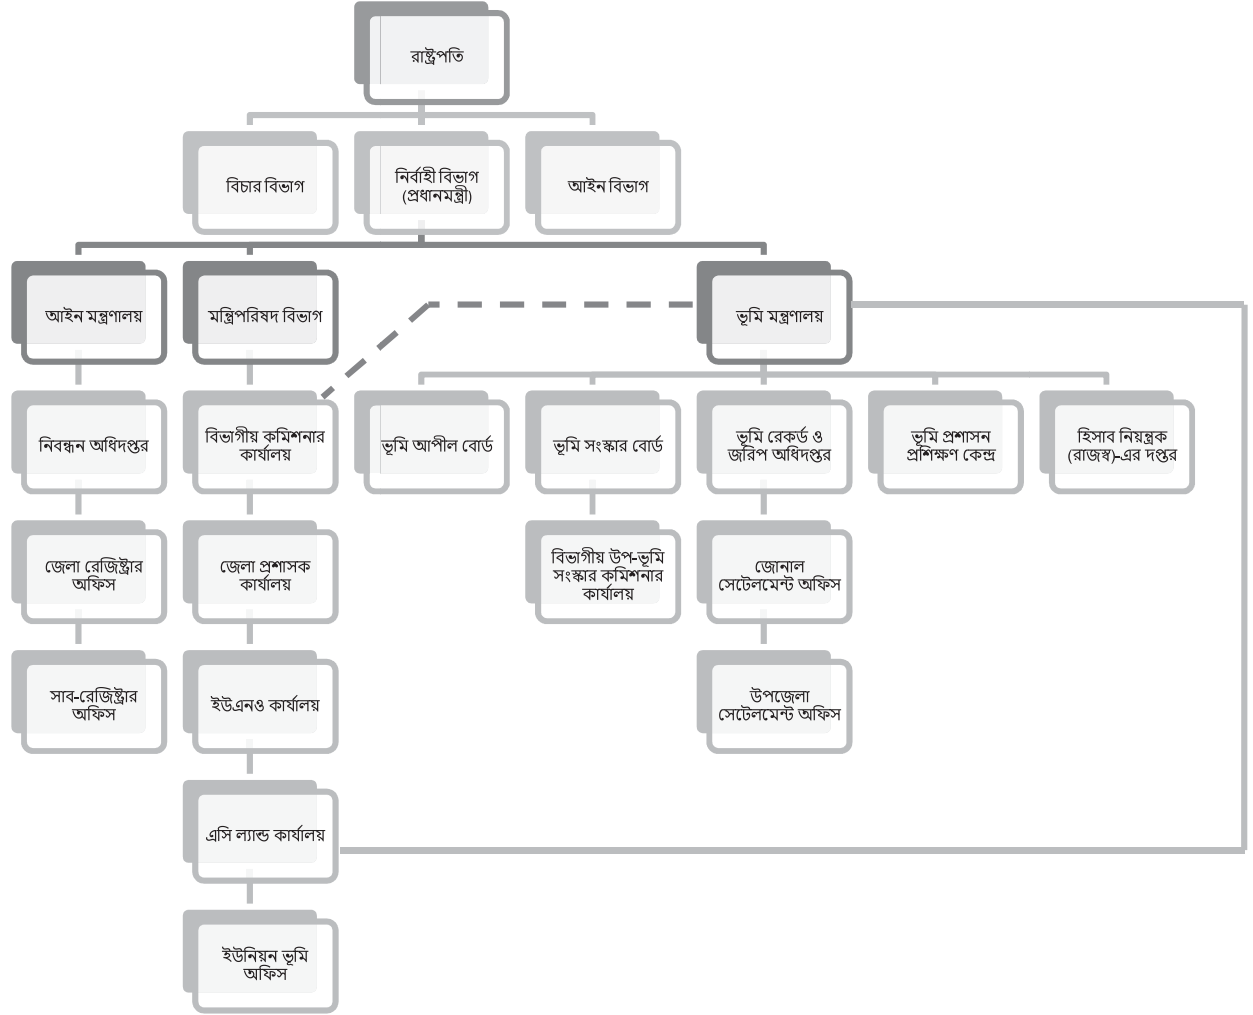 রাষ্ট্রপতি
বিচার বিভাগ
নির্বাহী বিভাগ
(প্রধানমন্ত্রী)
আইন বিভাগ
আইন মন্ত্রণালয়
মন্ত্রিপরিষদ বিভাগ
ভূমি মন্ত্রণালয়
নিবন্ধন অধিদপ্তর
বিভাগীয় কমিশনার
কার্যালয়
ভূমি আপীল বোর্ড
ভূমি সংস্কার বোর্ড
ভূমি রেকর্ড ও
জরিপ অধিদপ্তর
ভূমি প্রশাসন
প্রশিক্ষণ কেন্দ্র
হিসাব নিয়ন্ত্রক
(রাজস্ব)-এর দপ্তর
জেলা রেজিষ্ট্রার
অফিস
জেলা প্রশাসক
কার্যালয়
বিভাগীয় উপ-ভূমি
সংস্কার কমিশনার
কার্যালয়
জোনাল
সেটেলমেন্ট অফিস
সাব-রেজিষ্ট্রার
অফিস
ইউএনও কার্যালয়
উপজেলা
সেটেলমেন্ট অফিস
এসি ল্যান্ড কার্যালয়
ইউনিয়ন ভূমি
অফিস